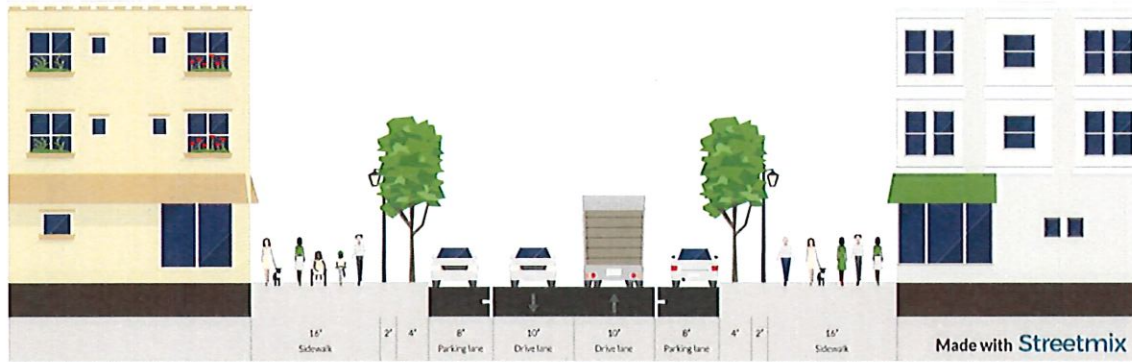 16' 2' 4' 8' 10' 10' 8' 4' 2' 16'
Sidewalk Parking lane Drive lane Drive lane Parking lane Sidewalk
Made with Streetmix